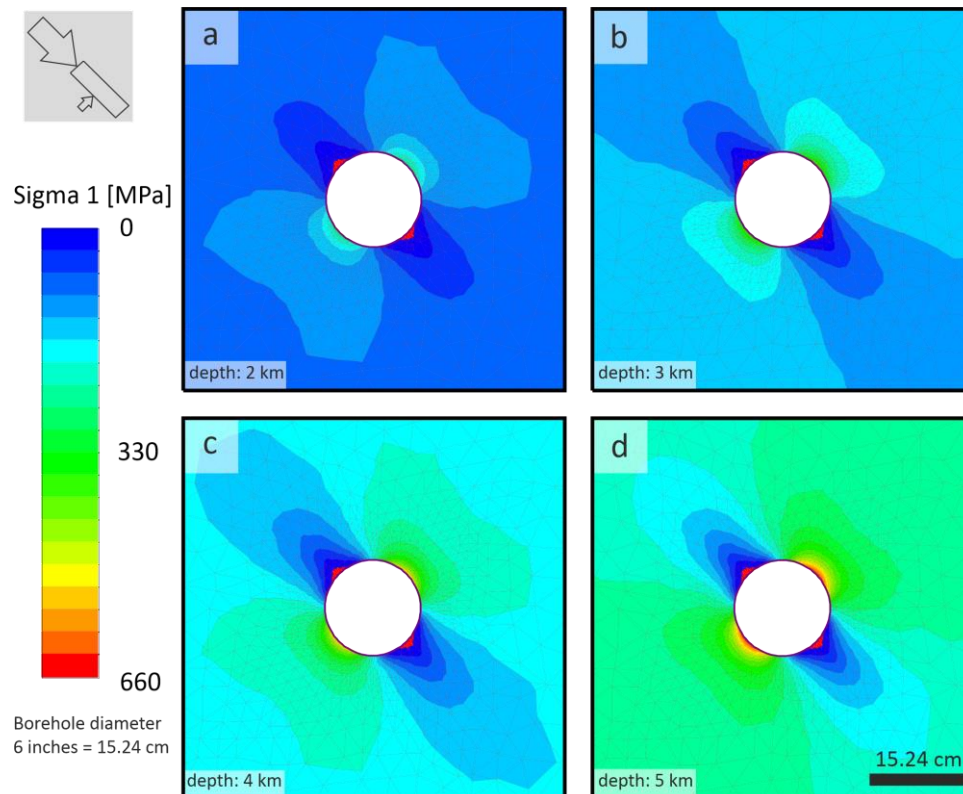 a
b
Sigma 1 [MPa]
0
330
660
Borehole diameter
6 inches = 15.24 cm
depth: 2 km
depth: 3 km
c
d
depth: 4 km
depth: 5 km
15.24 cm